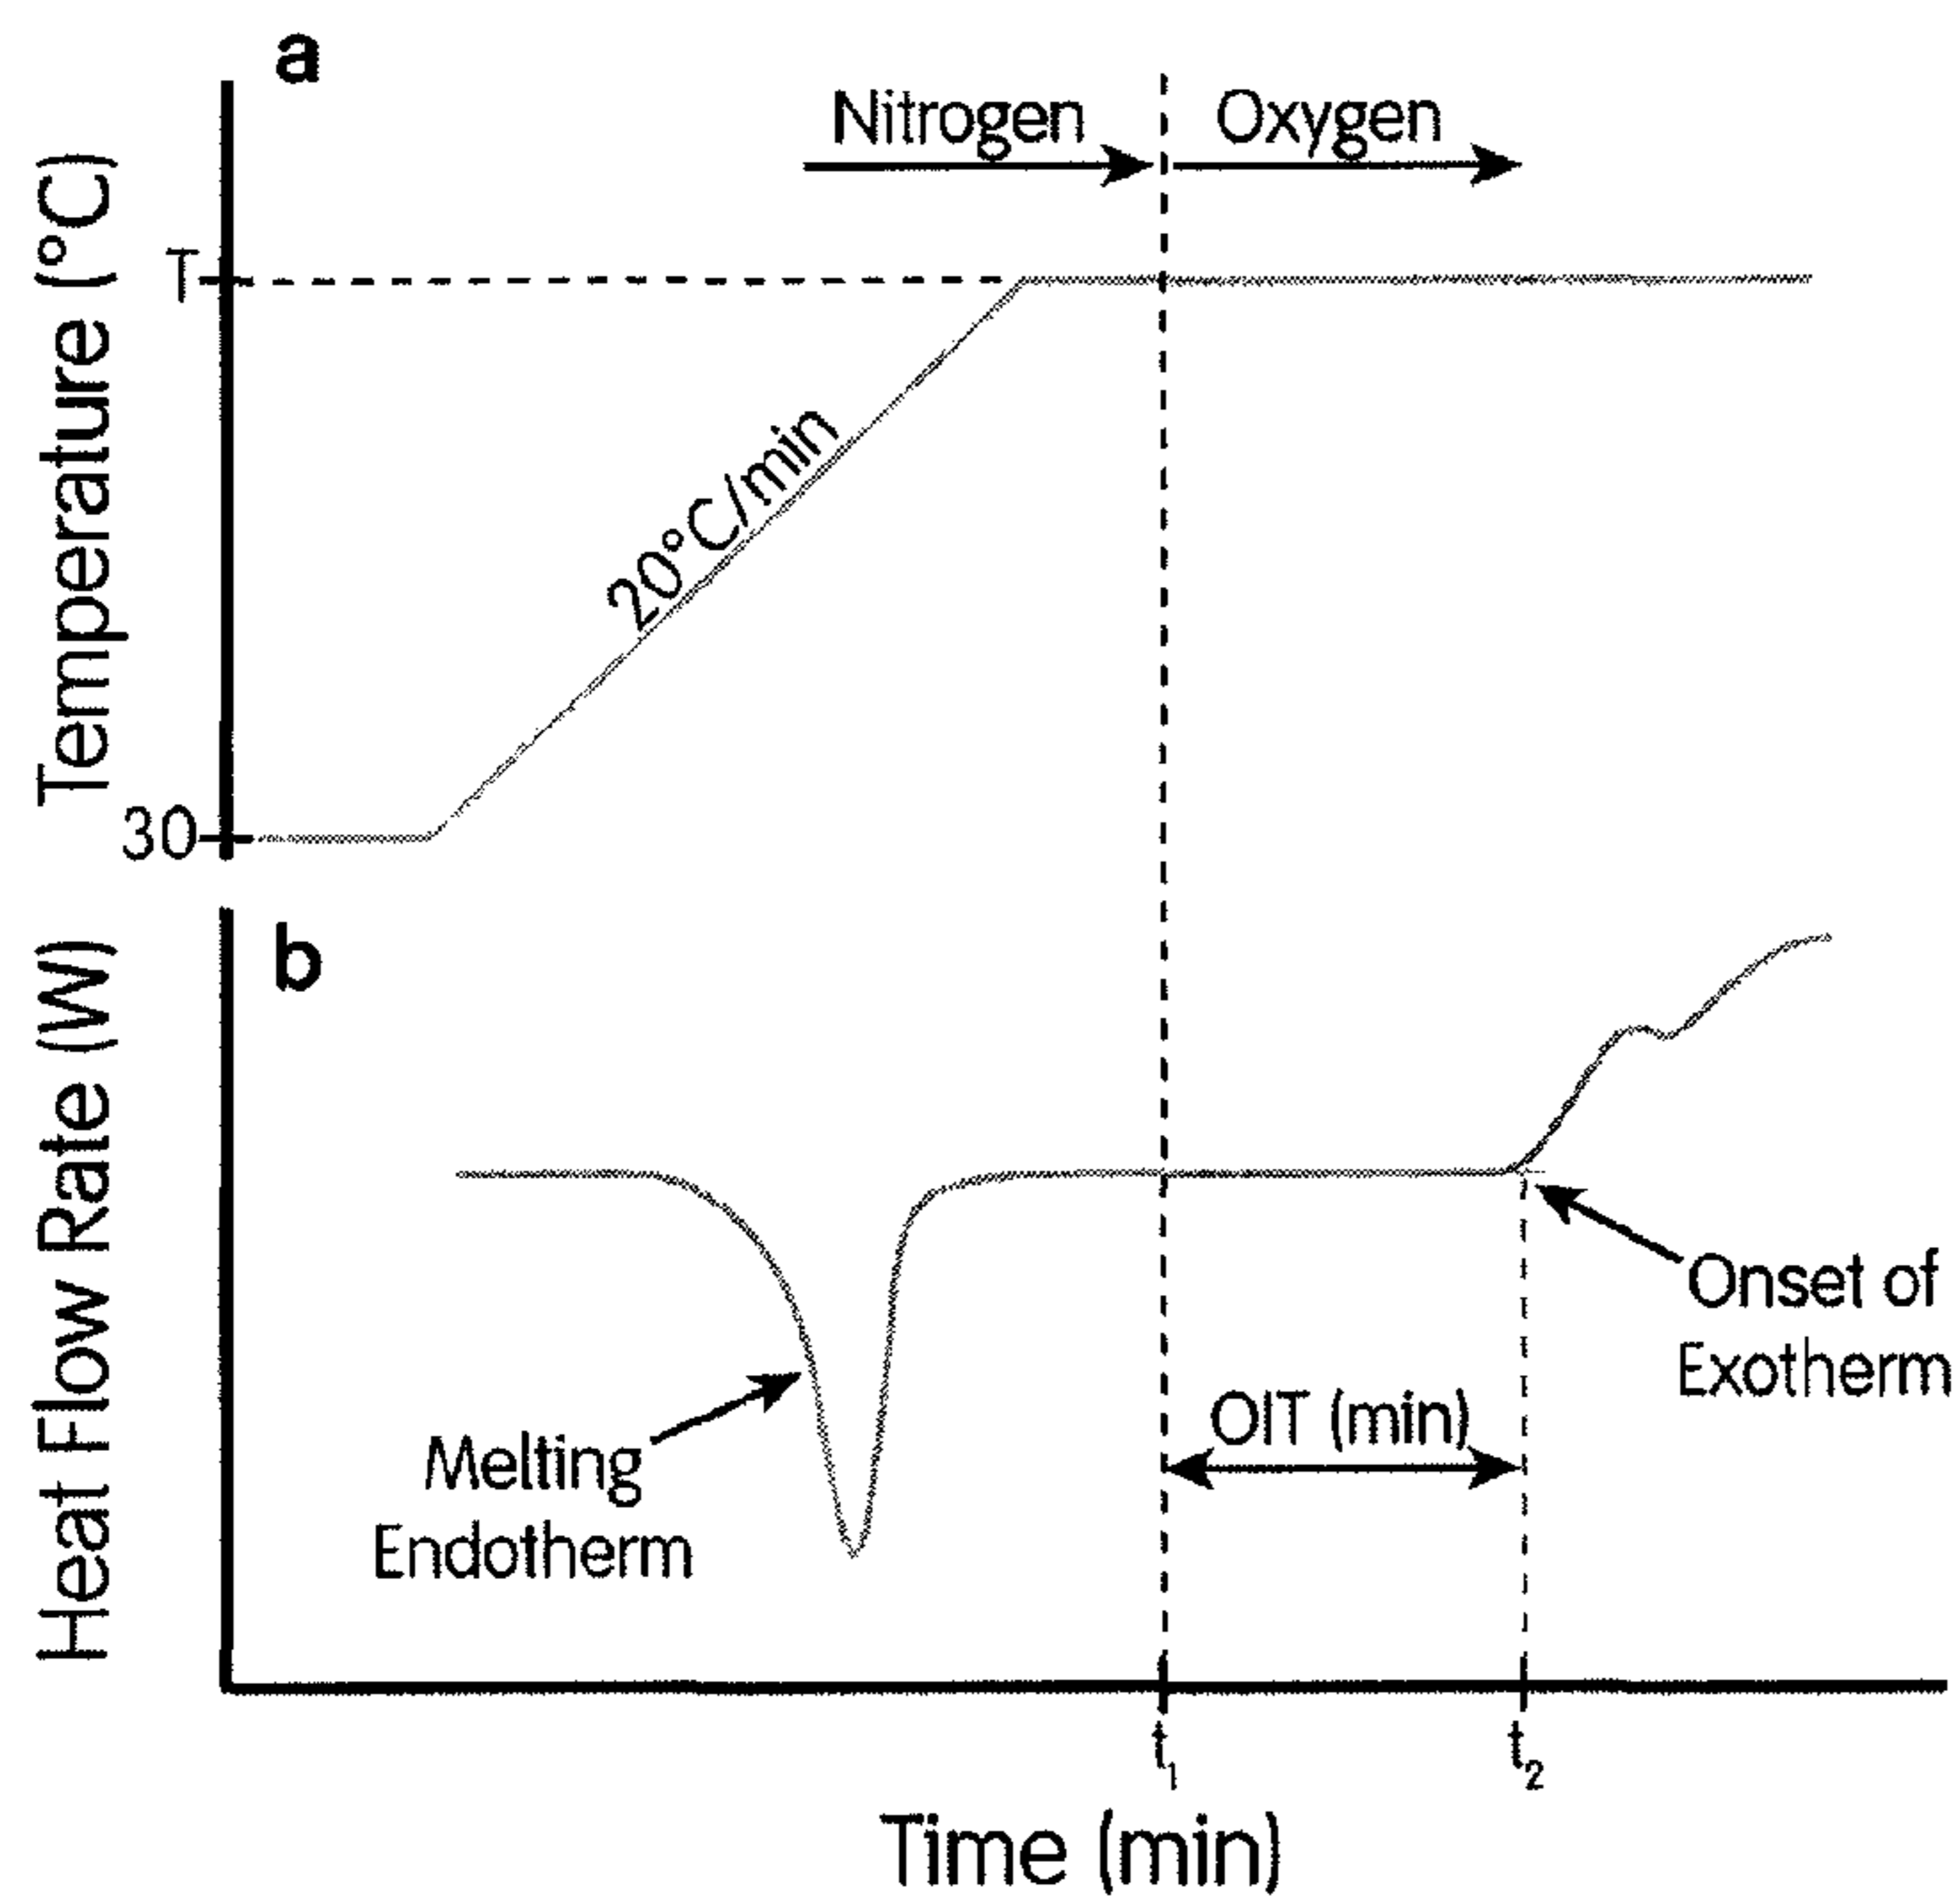 a
Nitrogen
Oxygen
Temperature (°C)
T
20°C/min
30
b
Heat Flow Rate (W)
Onset of
Exotherm
OIT (min)
Melting
Endotherm
t₁
t₂
Time (min)